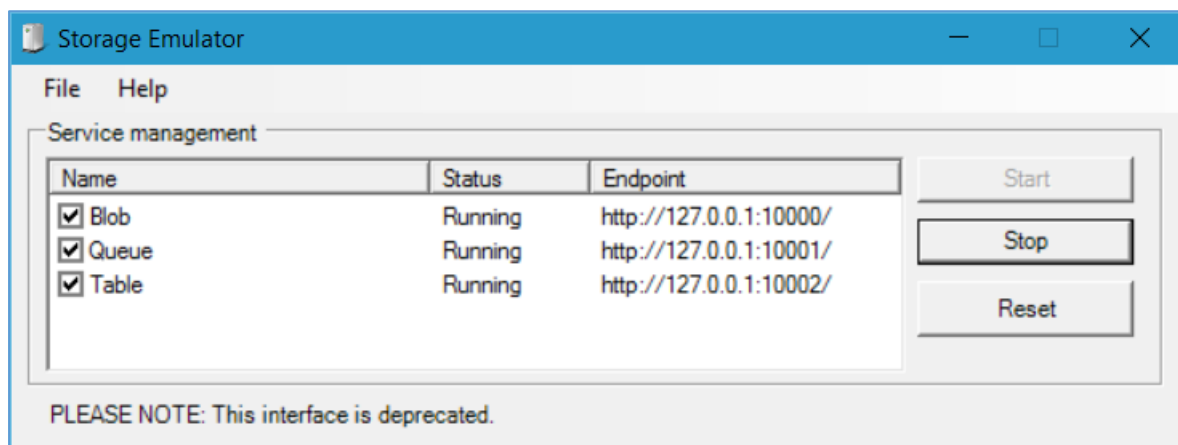 Storage Emulator
File Help
Service management
Name Status Endpoint
Blob Running http://127.0.0.1:10000/
Queue Running http://127.0.0.1:10001/
Table Running http://127.0.0.1:10002/
Start
Stop
Reset
PLEASE NOTE: This interface is deprecated.